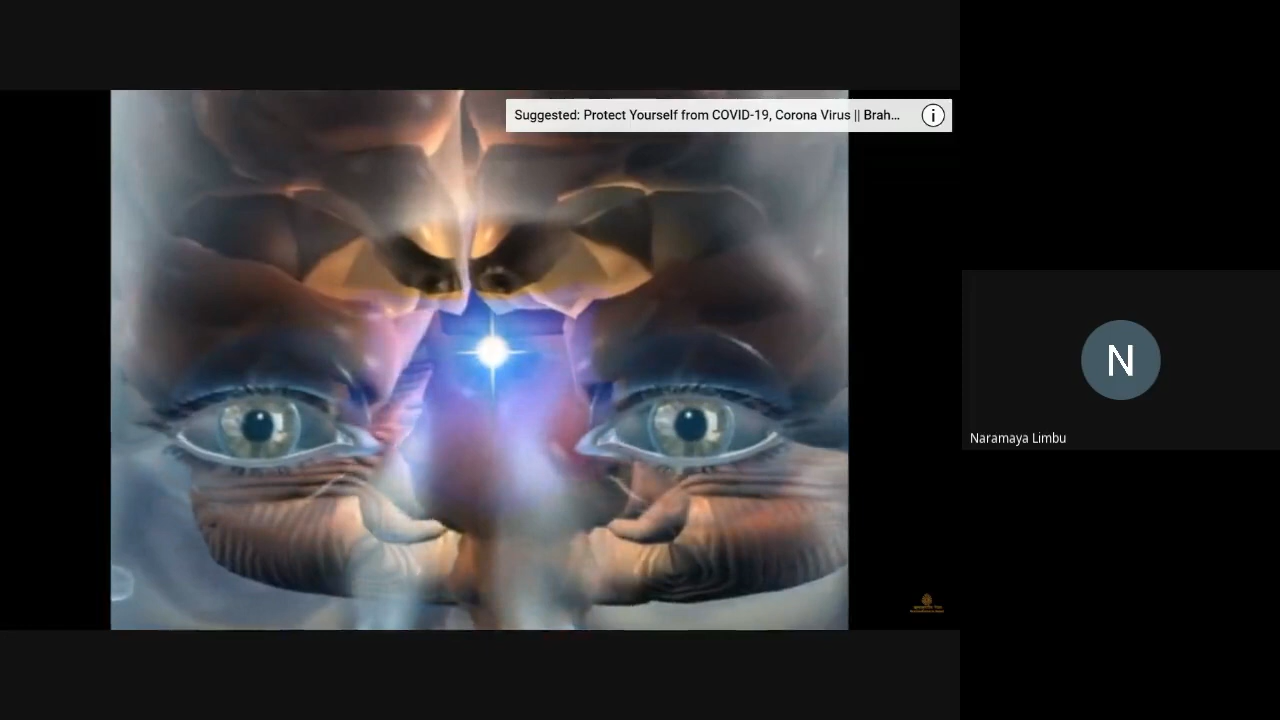 Suggested: Protect Yourself from COVID-19, Corona Virus || Brah...
N
Naramaya Limbu